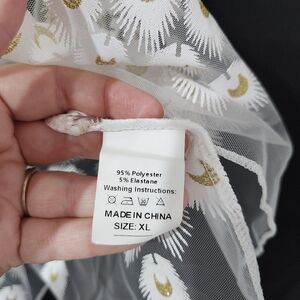 95% Polyester
5% Elastane
Washing Instructions:
MADE IN CHINA
SIZE: XL